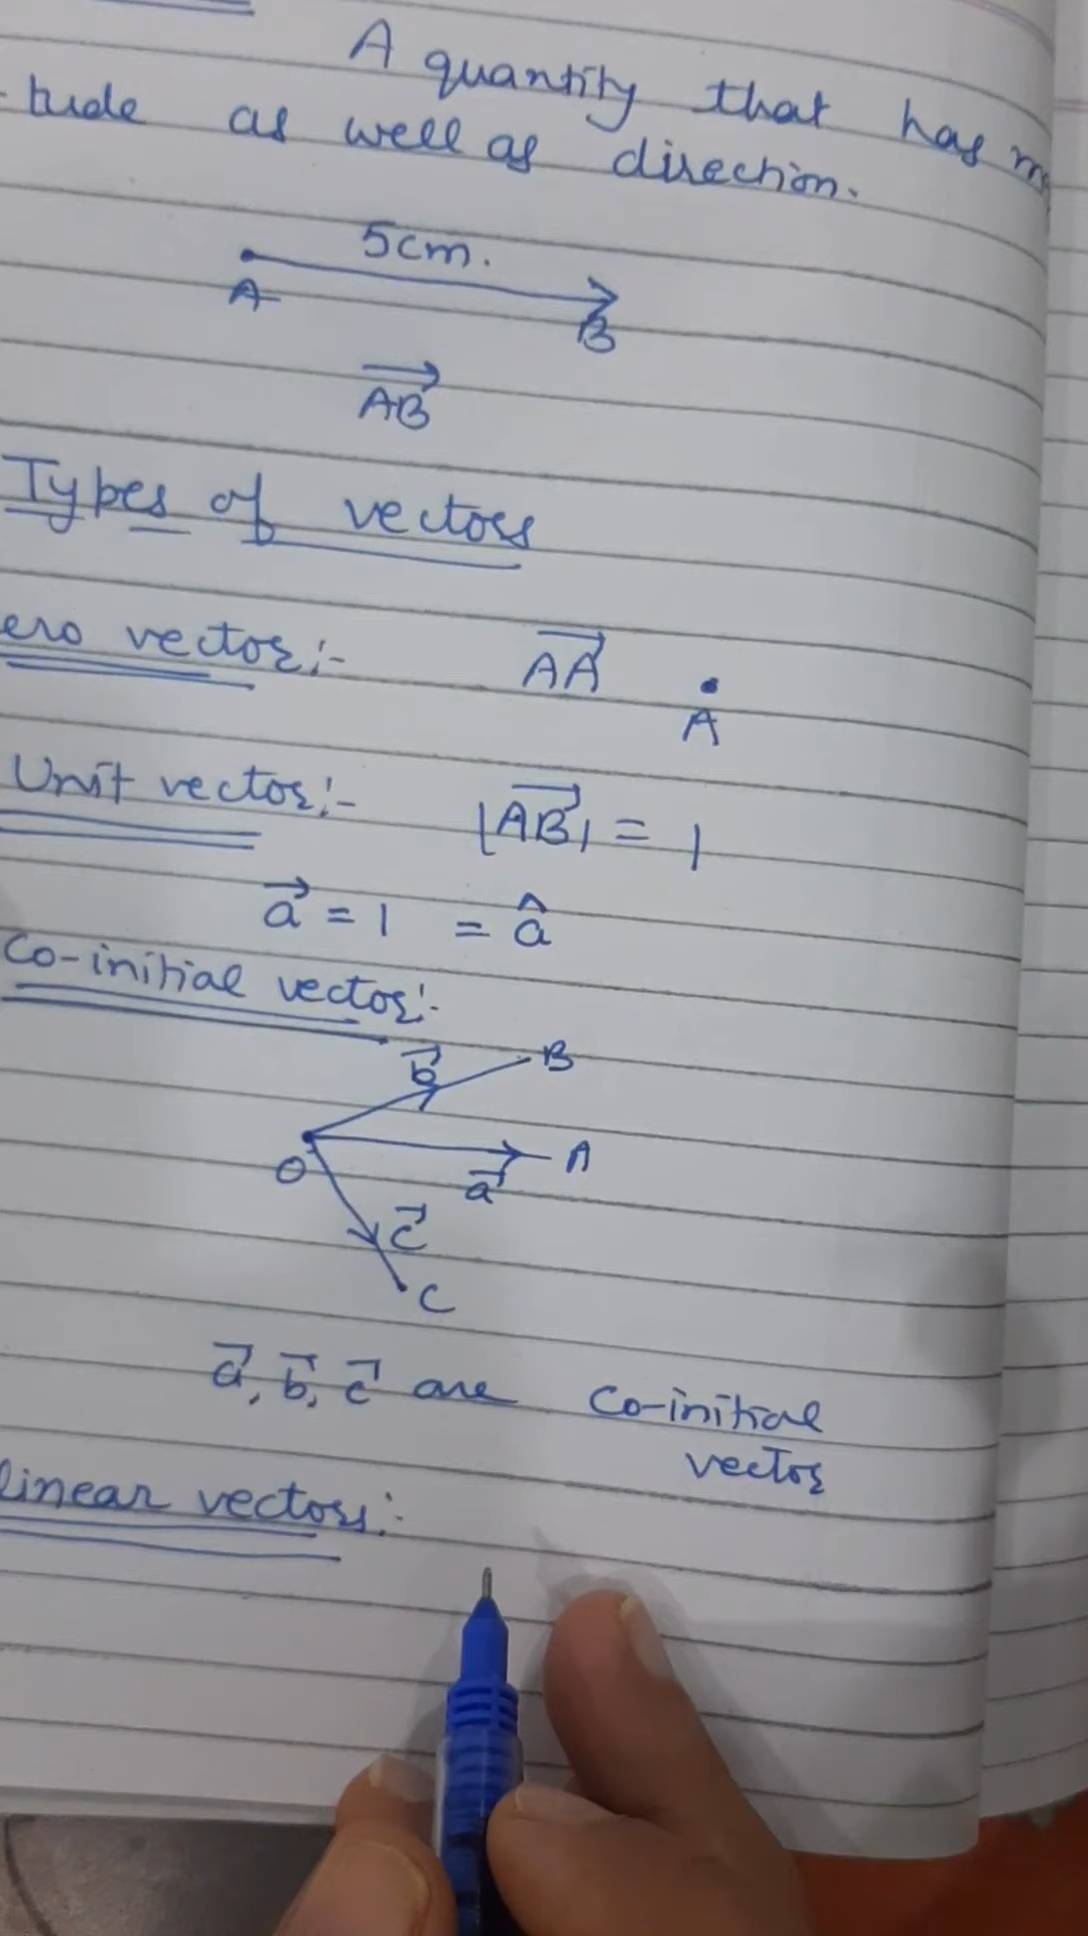 A quantity that has m
tude as well as direction.
5cm.
A B
→AB
Types of vectors
ero vector:-  →AA  A
Unit vector:-  |→AB| = 1
→a = 1 = â
Co-initial vector:-
→b B
O →a A
→c
C
→a, →b, →c are Co-initial
vector
linear vectors:-